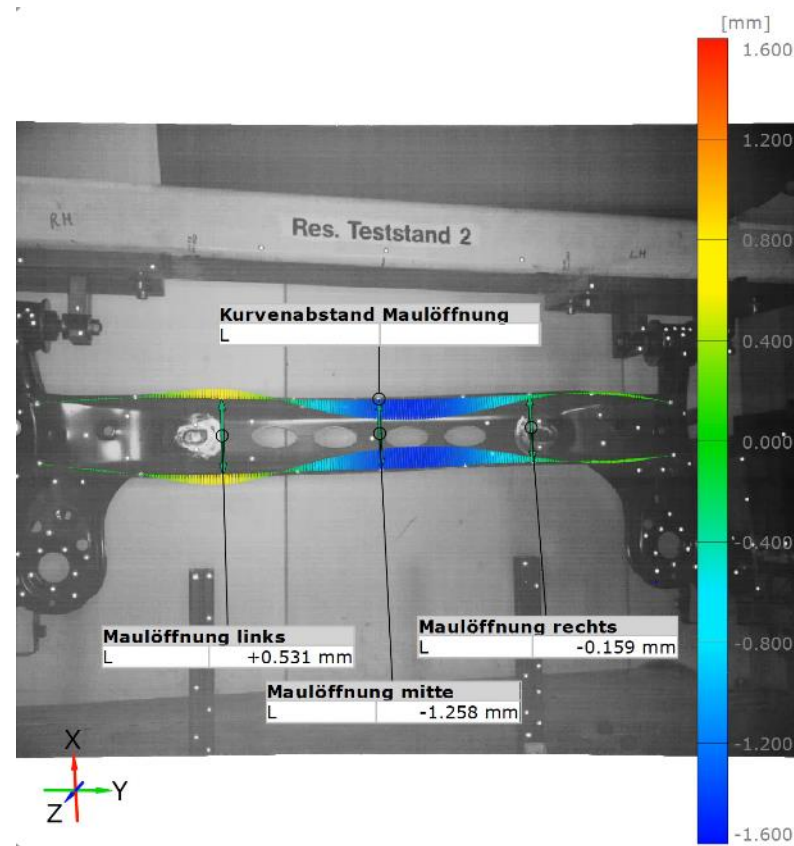 [mm]
1.600
1.200
RH
Res. Teststand 2
LH
0.800
Kurvenabstand Maulöffnung
L
0.400
0.000
-0.400
Maulöffnung links
L +0.531 mm
Maulöffnung rechts
L -0.159 mm
Maulöffnung mitte
L -1.258 mm
-0.800
-1.200
-1.600
X
Y
Z